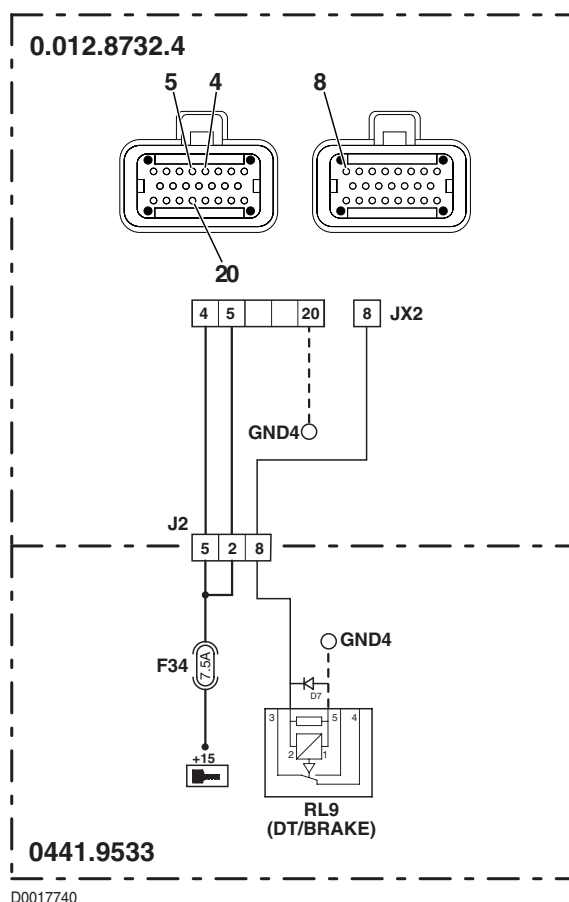 0.012.8732.4
5 4 8
20
4 5 20 8 JX2
GND4
J2
5 2 8
GND4
F34 7.5A
D7
3 5 4
+15
2 1
RL9
(DT/BRAKE)
0441.9533
D0017740